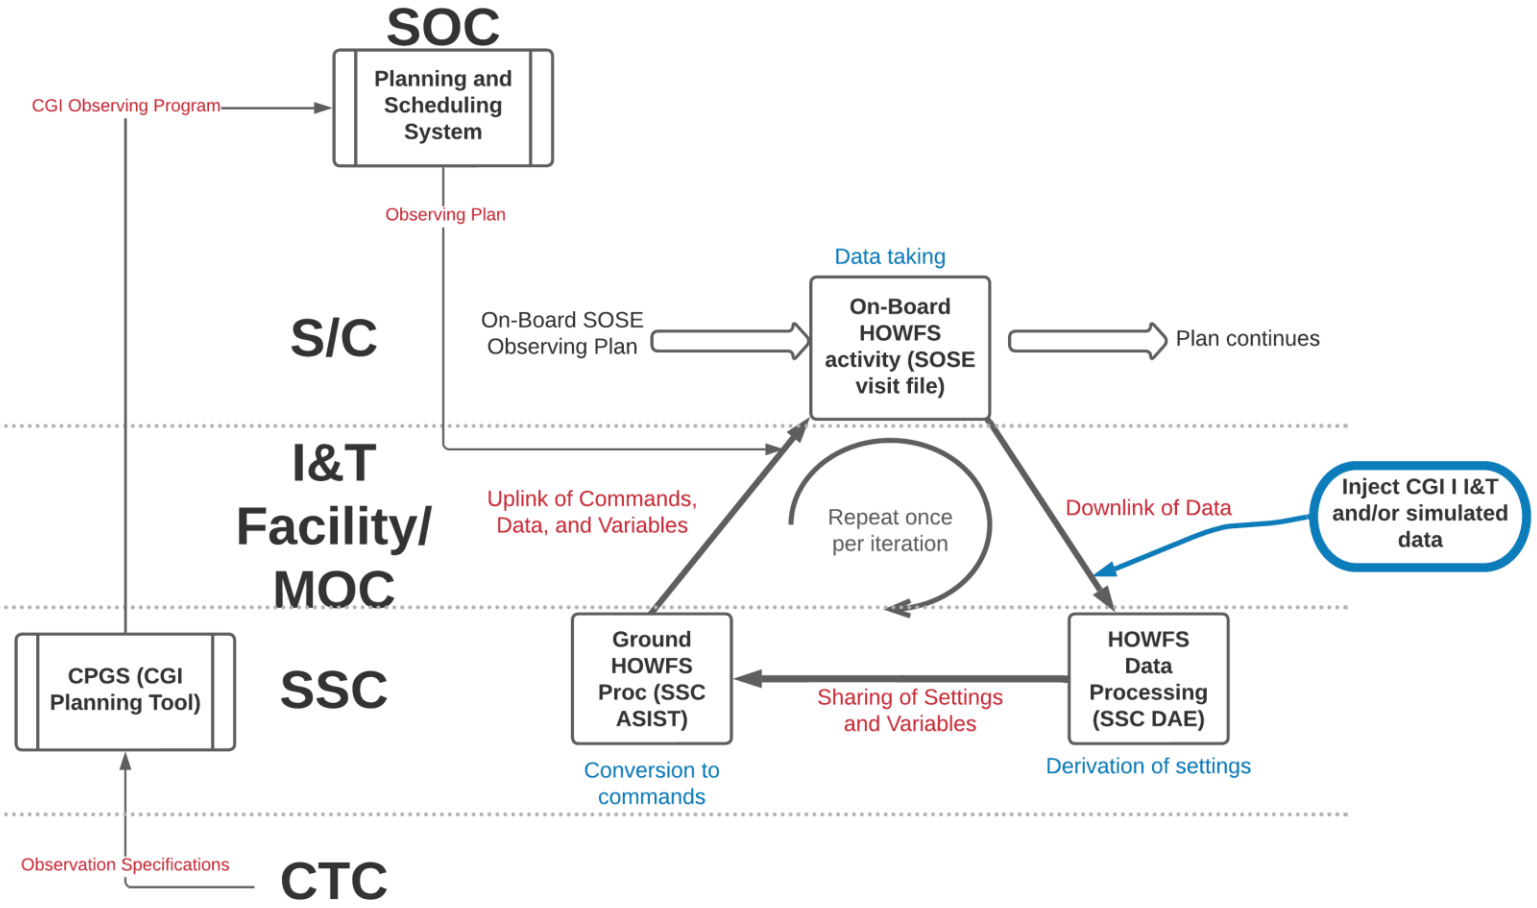 SOC
Planning and
Scheduling
System
CGI Observing Program
Observing Plan
Data taking
S/C
On-Board SOSE
Observing Plan
On-Board
HOWFS
activity (SOSE
visit file)
Plan continues
I&T
Facility/
MOC
Uplink of Commands,
Data, and Variables
Repeat once
per iteration
Downlink of Data
Inject CGI I I&T
and/or simulated
data
CPGS (CGI
Planning Tool)
SSC
Ground
HOWFS
Proc (SSC
ASIST)
Sharing of Settings
and Variables
HOWFS
Data
Processing
(SSC DAE)
Conversion to
commands
Derivation of settings
Observation Specifications
CTC